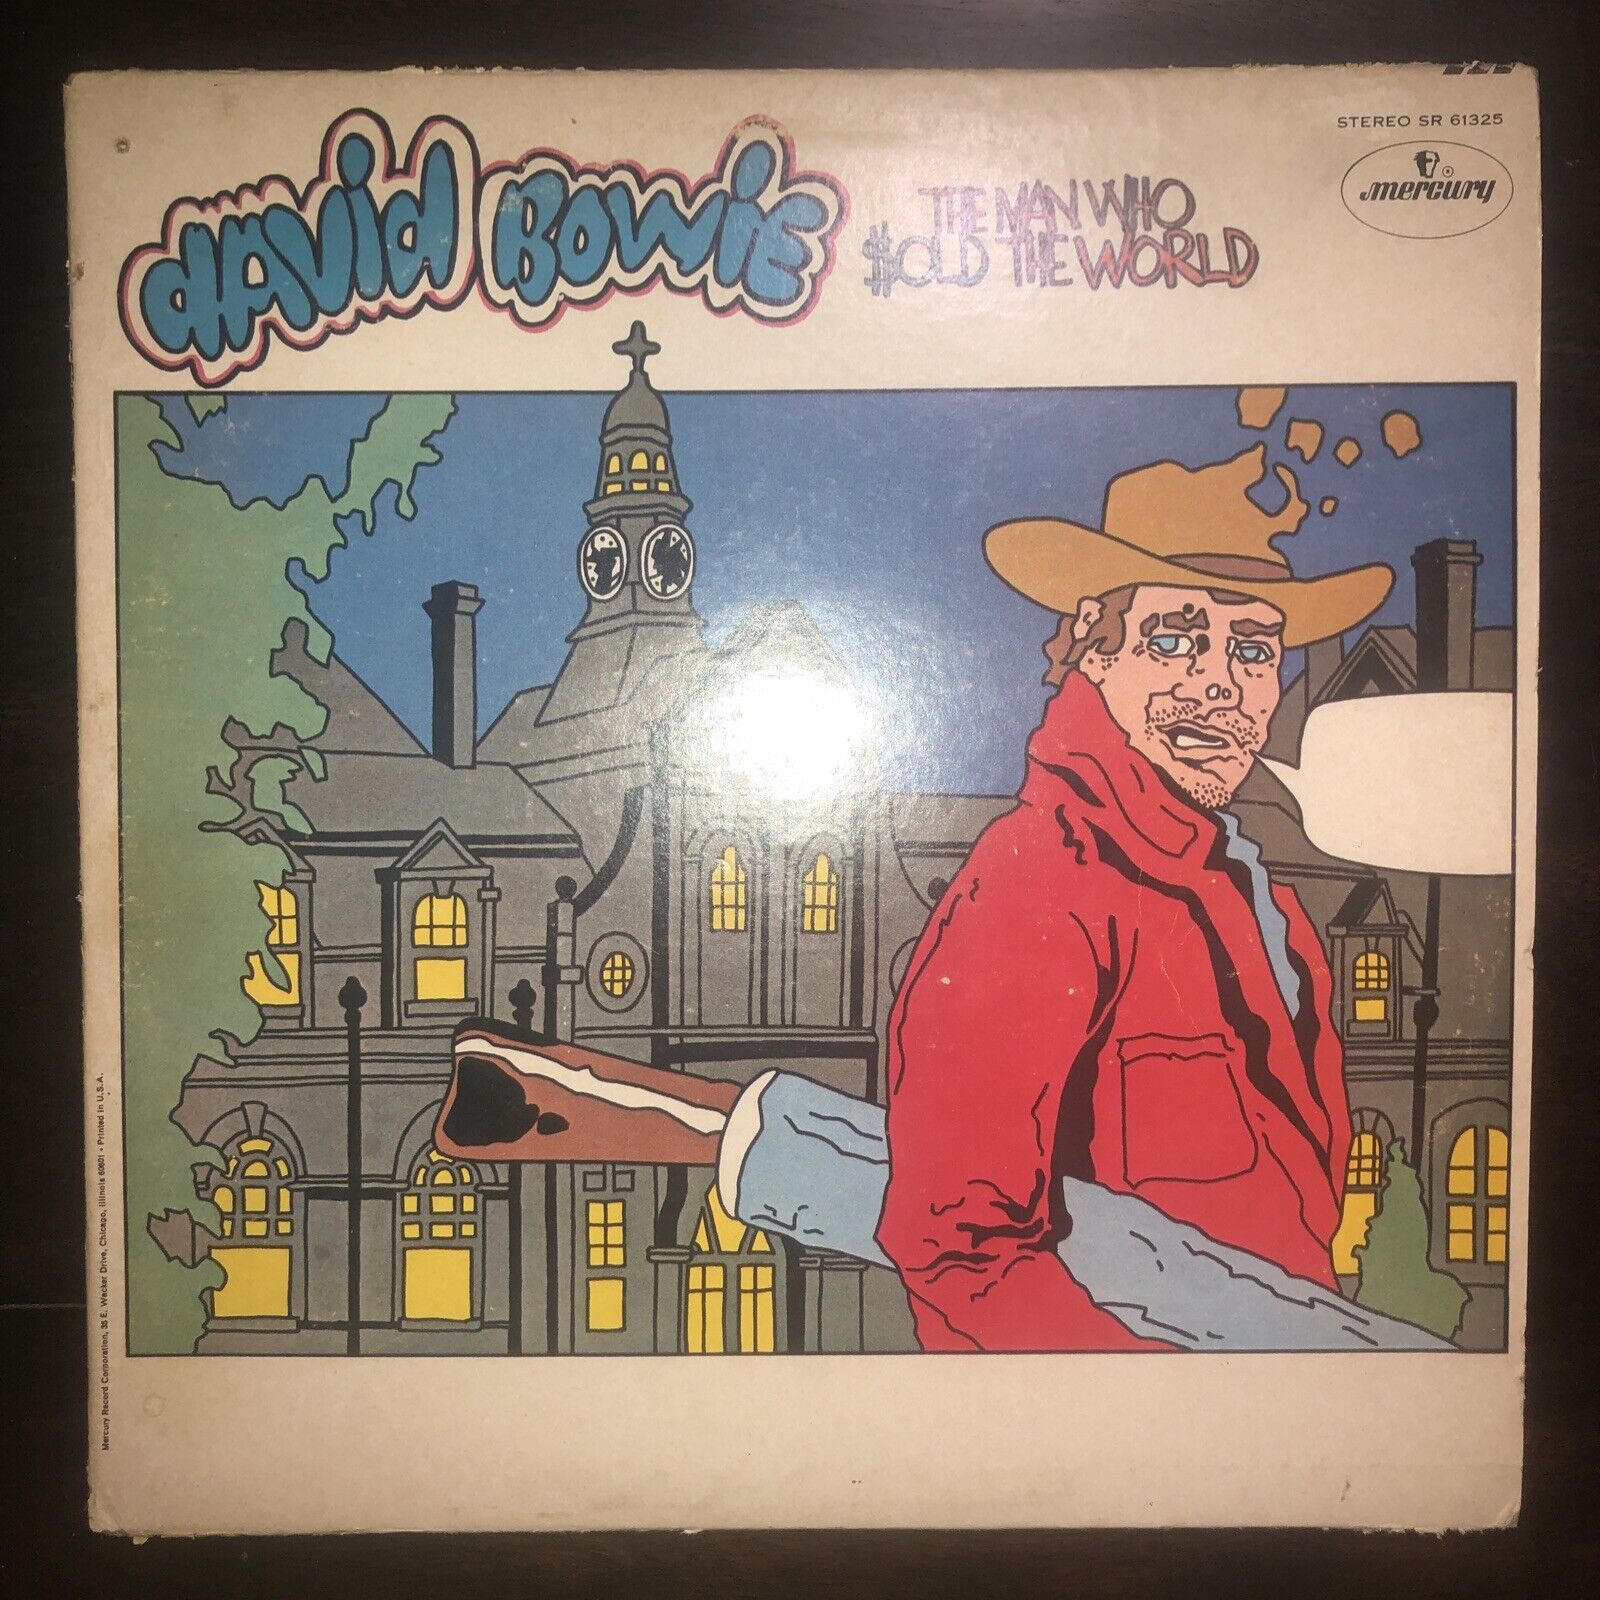 david BOWiE
THE MAN WHO
$OLD THE WORLD
STEREO SR 61325
mercury
Mercury Record Corporation, 35 E. Wacker Drive, Chicago, Illinois 60601 • Printed in U.S.A.